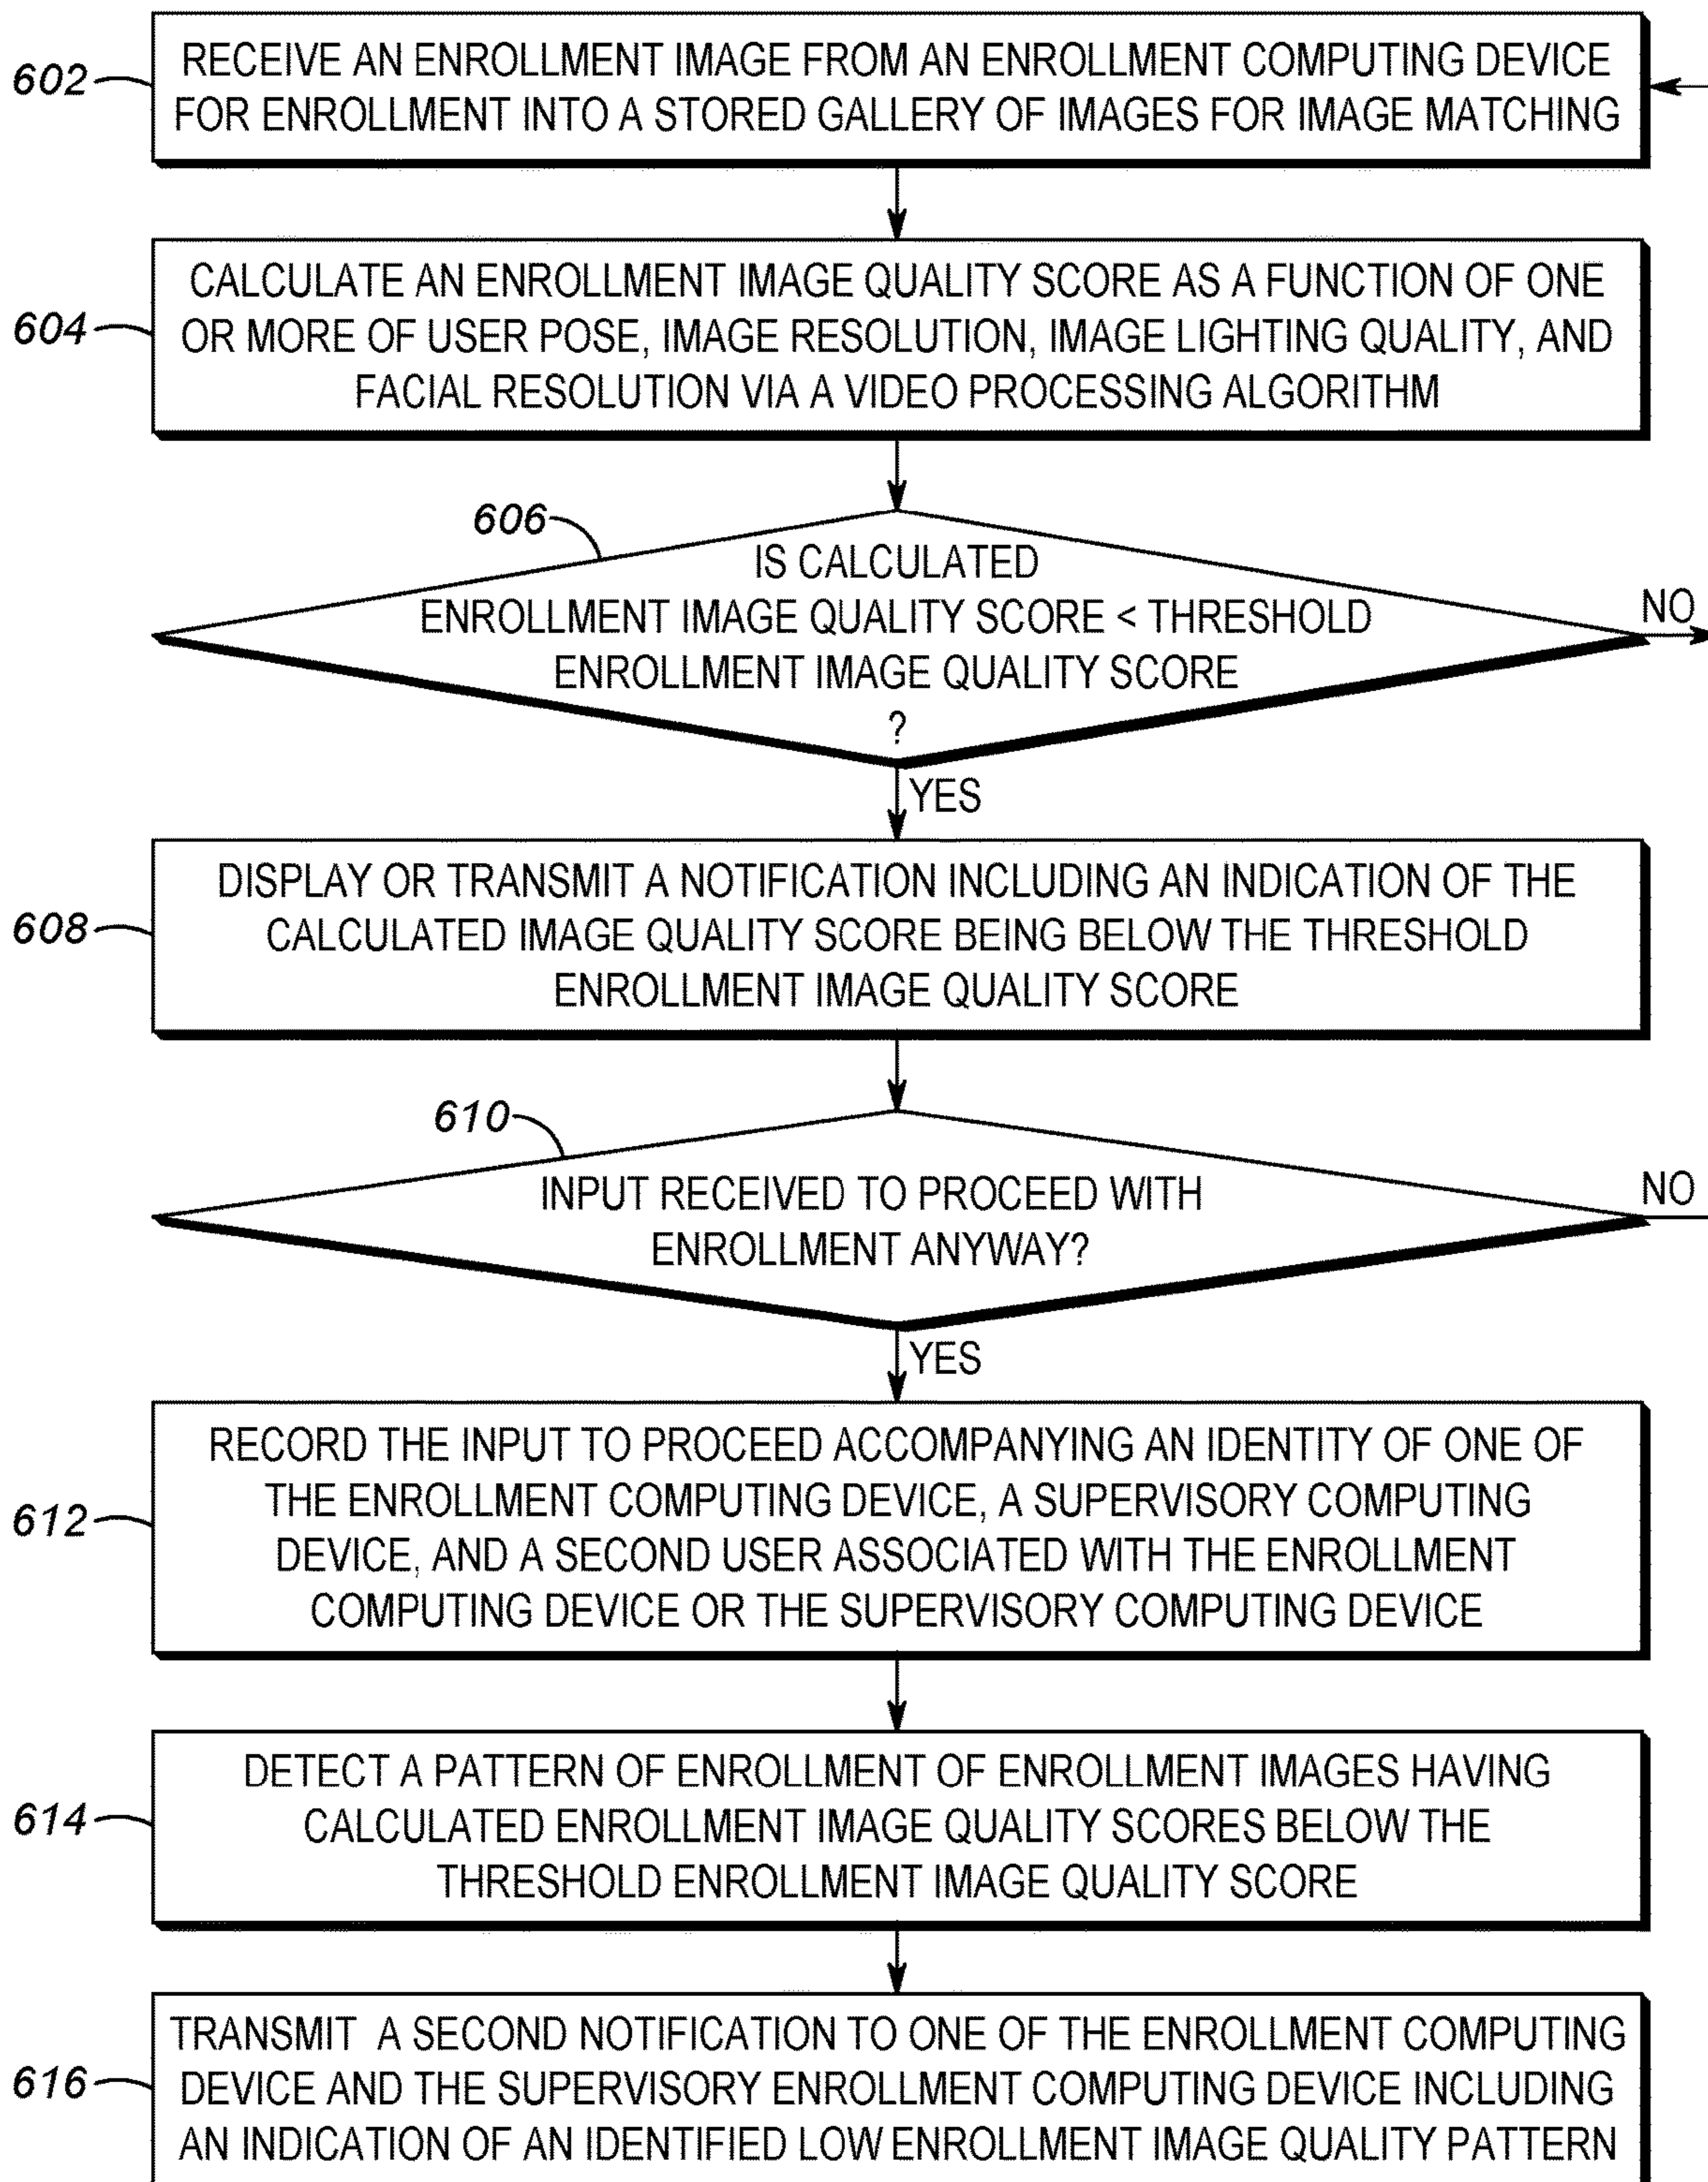 602
RECEIVE AN ENROLLMENT IMAGE FROM AN ENROLLMENT COMPUTING DEVICE
FOR ENROLLMENT INTO A STORED GALLERY OF IMAGES FOR IMAGE MATCHING
604
CALCULATE AN ENROLLMENT IMAGE QUALITY SCORE AS A FUNCTION OF ONE
OR MORE OF USER POSE, IMAGE RESOLUTION, IMAGE LIGHTING QUALITY, AND
FACIAL RESOLUTION VIA A VIDEO PROCESSING ALGORITHM
606
IS CALCULATED
ENROLLMENT IMAGE QUALITY SCORE < THRESHOLD
ENROLLMENT IMAGE QUALITY SCORE
?
NO
YES
608
DISPLAY OR TRANSMIT A NOTIFICATION INCLUDING AN INDICATION OF THE
CALCULATED IMAGE QUALITY SCORE BEING BELOW THE THRESHOLD
ENROLLMENT IMAGE QUALITY SCORE
610
INPUT RECEIVED TO PROCEED WITH
ENROLLMENT ANYWAY?
NO
YES
612
RECORD THE INPUT TO PROCEED ACCOMPANYING AN IDENTITY OF ONE OF
THE ENROLLMENT COMPUTING DEVICE, A SUPERVISORY COMPUTING
DEVICE, AND A SECOND USER ASSOCIATED WITH THE ENROLLMENT
COMPUTING DEVICE OR THE SUPERVISORY COMPUTING DEVICE
614
DETECT A PATTERN OF ENROLLMENT OF ENROLLMENT IMAGES HAVING
CALCULATED ENROLLMENT IMAGE QUALITY SCORES BELOW THE
THRESHOLD ENROLLMENT IMAGE QUALITY SCORE
616
TRANSMIT A SECOND NOTIFICATION TO ONE OF THE ENROLLMENT COMPUTING
DEVICE AND THE SUPERVISORY ENROLLMENT COMPUTING DEVICE INCLUDING
AN INDICATION OF AN IDENTIFIED LOW ENROLLMENT IMAGE QUALITY PATTERN